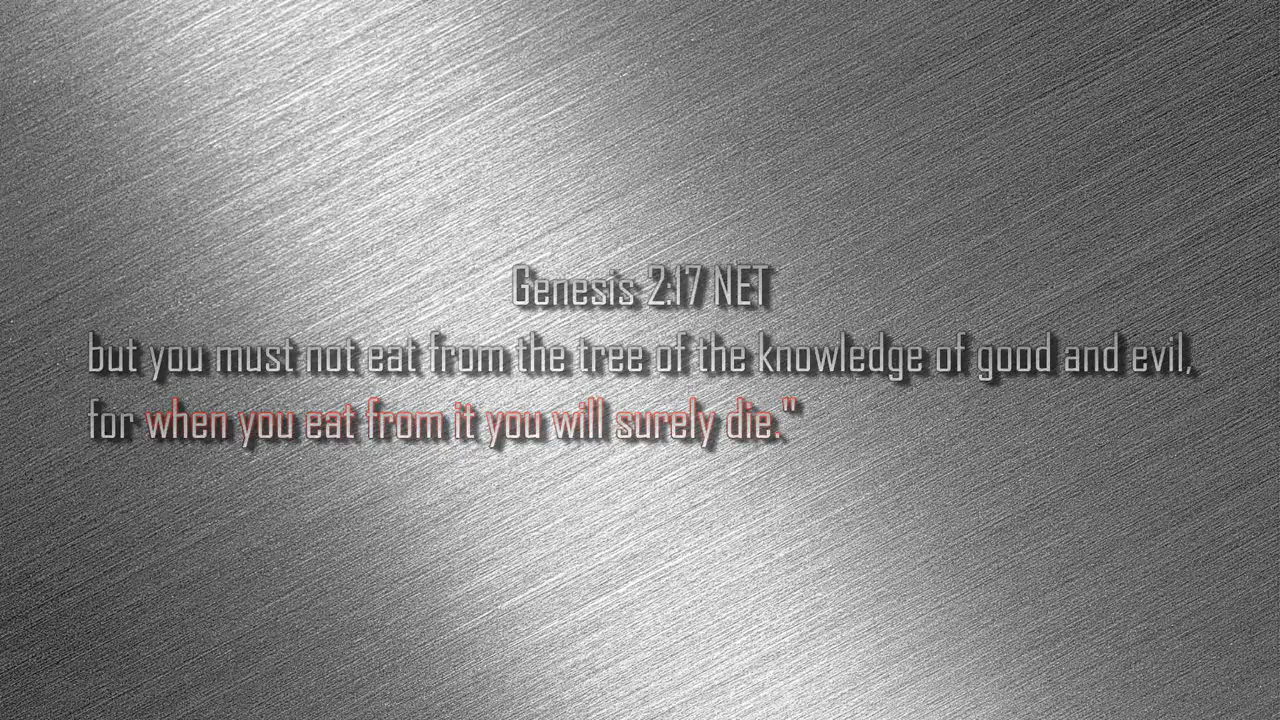 Genesis 2:17 NET
but you must not eat from the tree of the knowledge of good and evil,
for when you eat from it you will surely die."